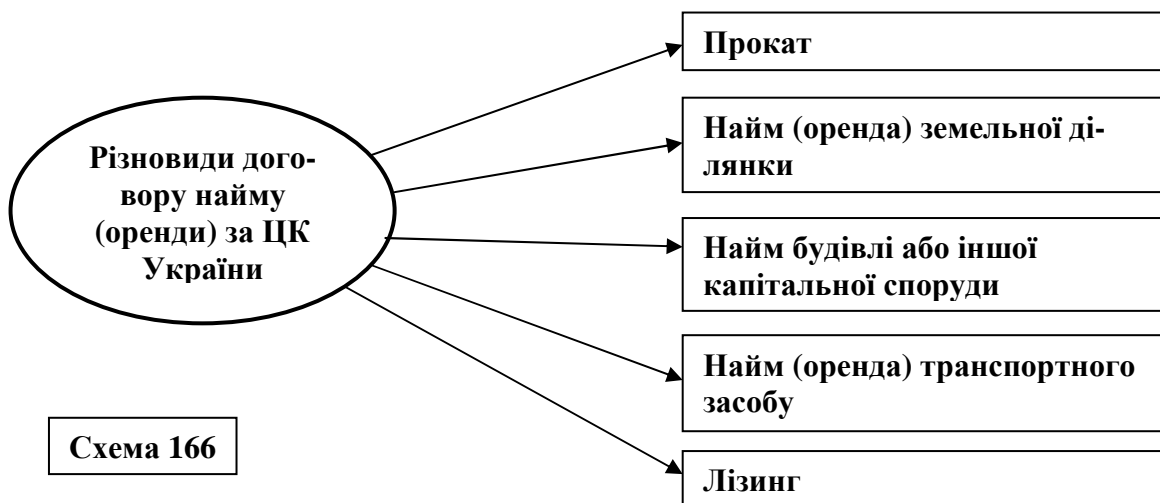 Різновиди дого-
вору найму
(оренди) за ЦК
України
Прокат
Найм (оренда) земельної ді-
лянки
Найм будівлі або іншої
капітальної споруди
Найм (оренда) транспортного
засобу
Лізинг
Схема 166